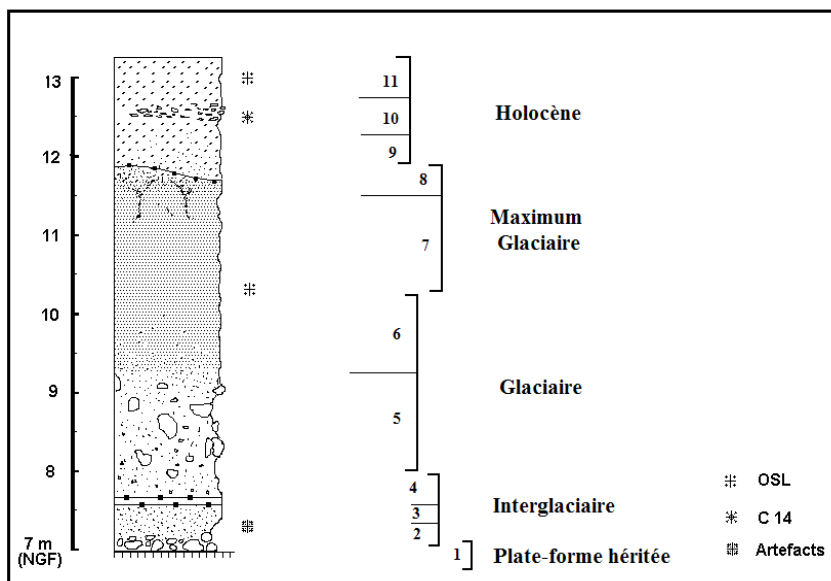 13
12
11
10
9
8
7 m
(NGF)
11
10
9
8
7
6
5
4
3
2
1
Holocène
Maximum
Glaciaire
Glaciaire
Interglaciaire
Plate-forme héritée
OSL
C 14
Artefacts